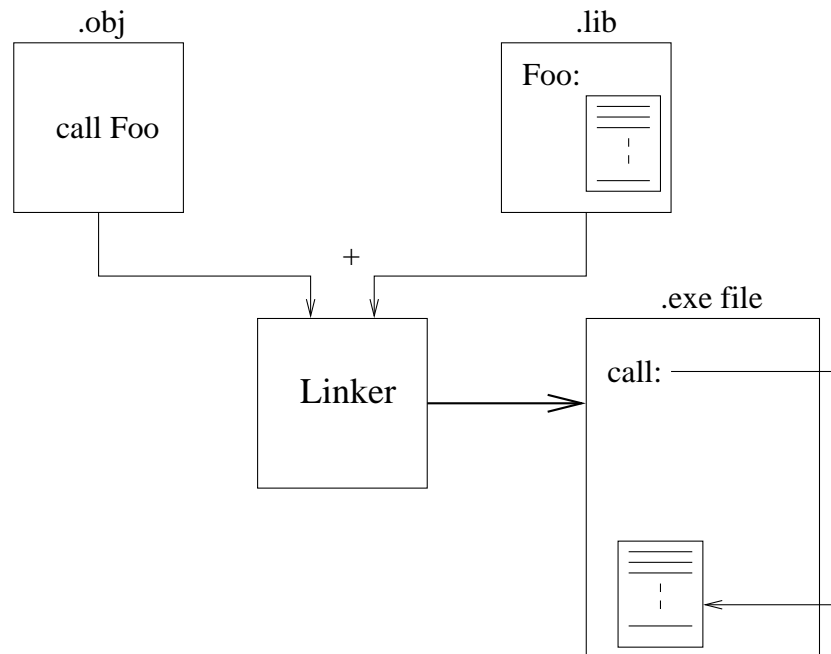 .obj
.lib
call Foo
Foo:
+
Linker
.exe file
call: